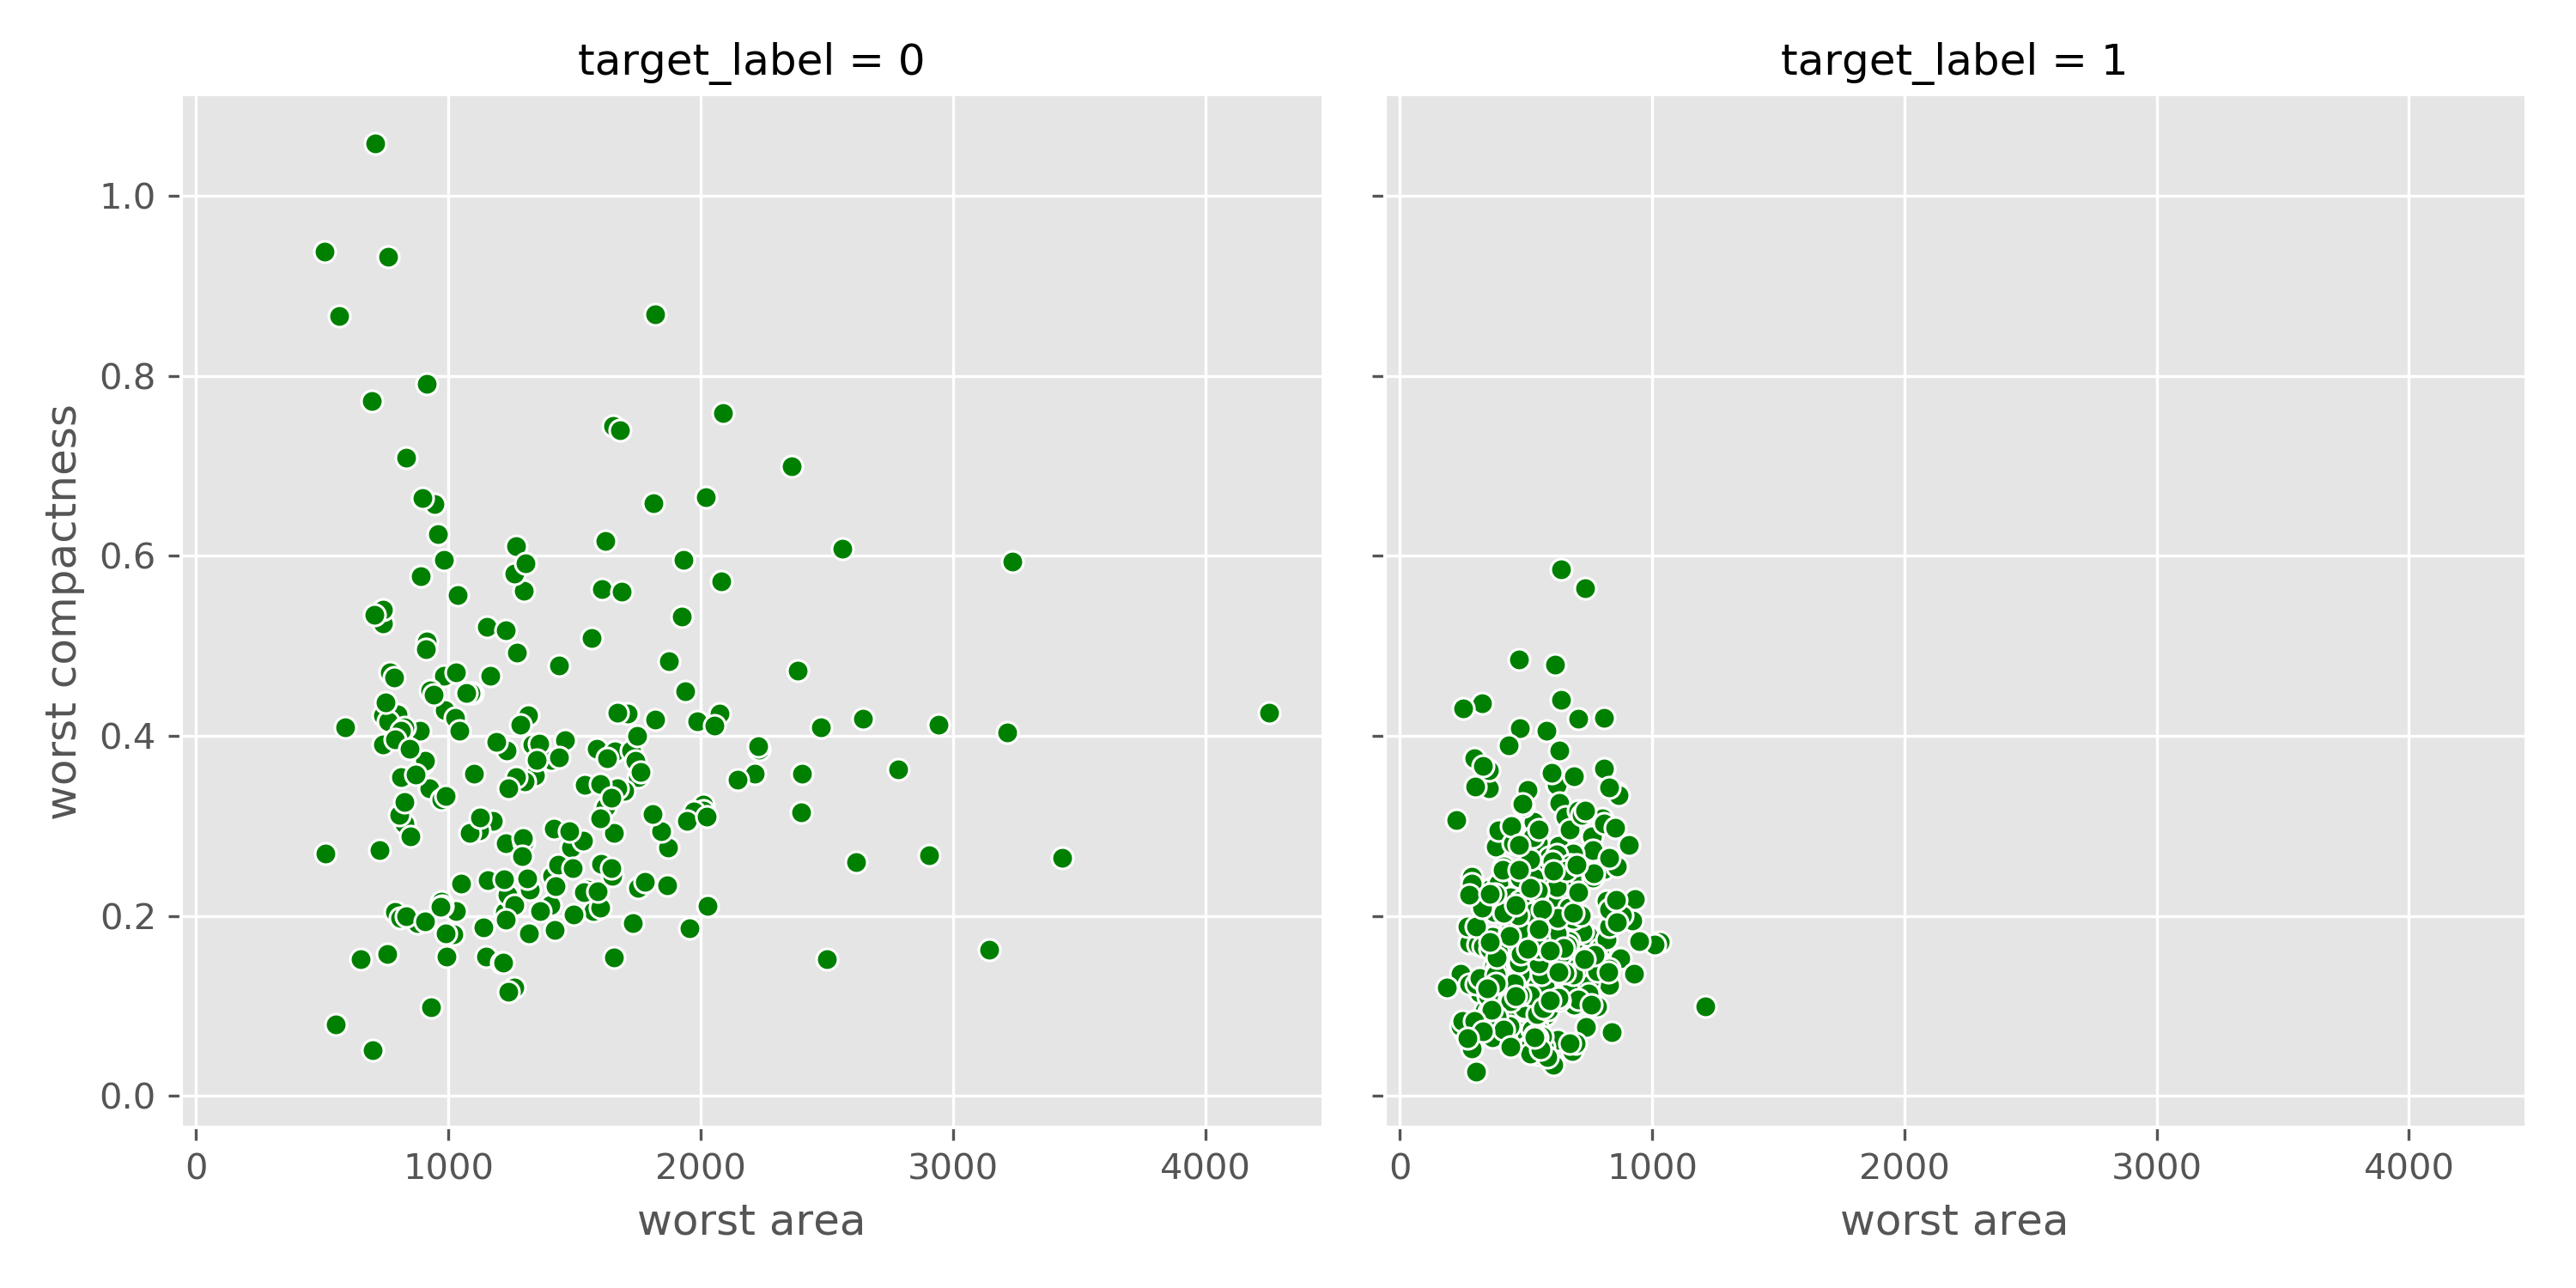 target_label = 0
target_label = 1
1.0
0.8
0.6
0.4
0.2
0.0
worst compactness
0 1000 2000 3000 4000
0 1000 2000 3000 4000
worst area
worst area